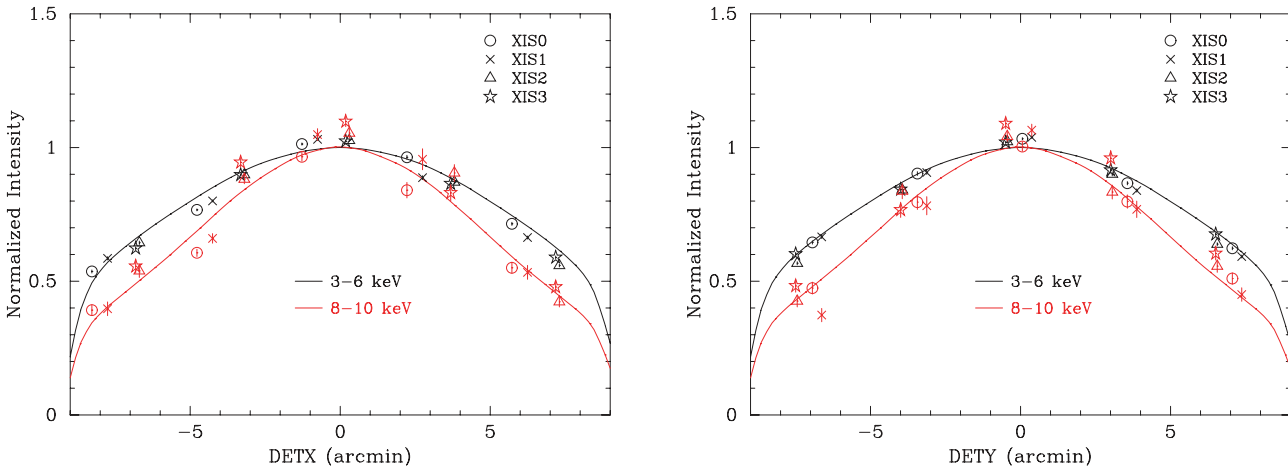 1.5
1
0.5
0
Normalized Intensity
XIS0
XIS1
XIS2
XIS3
3−6 keV
8−10 keV
−5
0
5
DETX (arcmin)
1.5
1
0.5
0
Normalized Intensity
XIS0
XIS1
XIS2
XIS3
3−6 keV
8−10 keV
−5
0
5
DETY (arcmin)